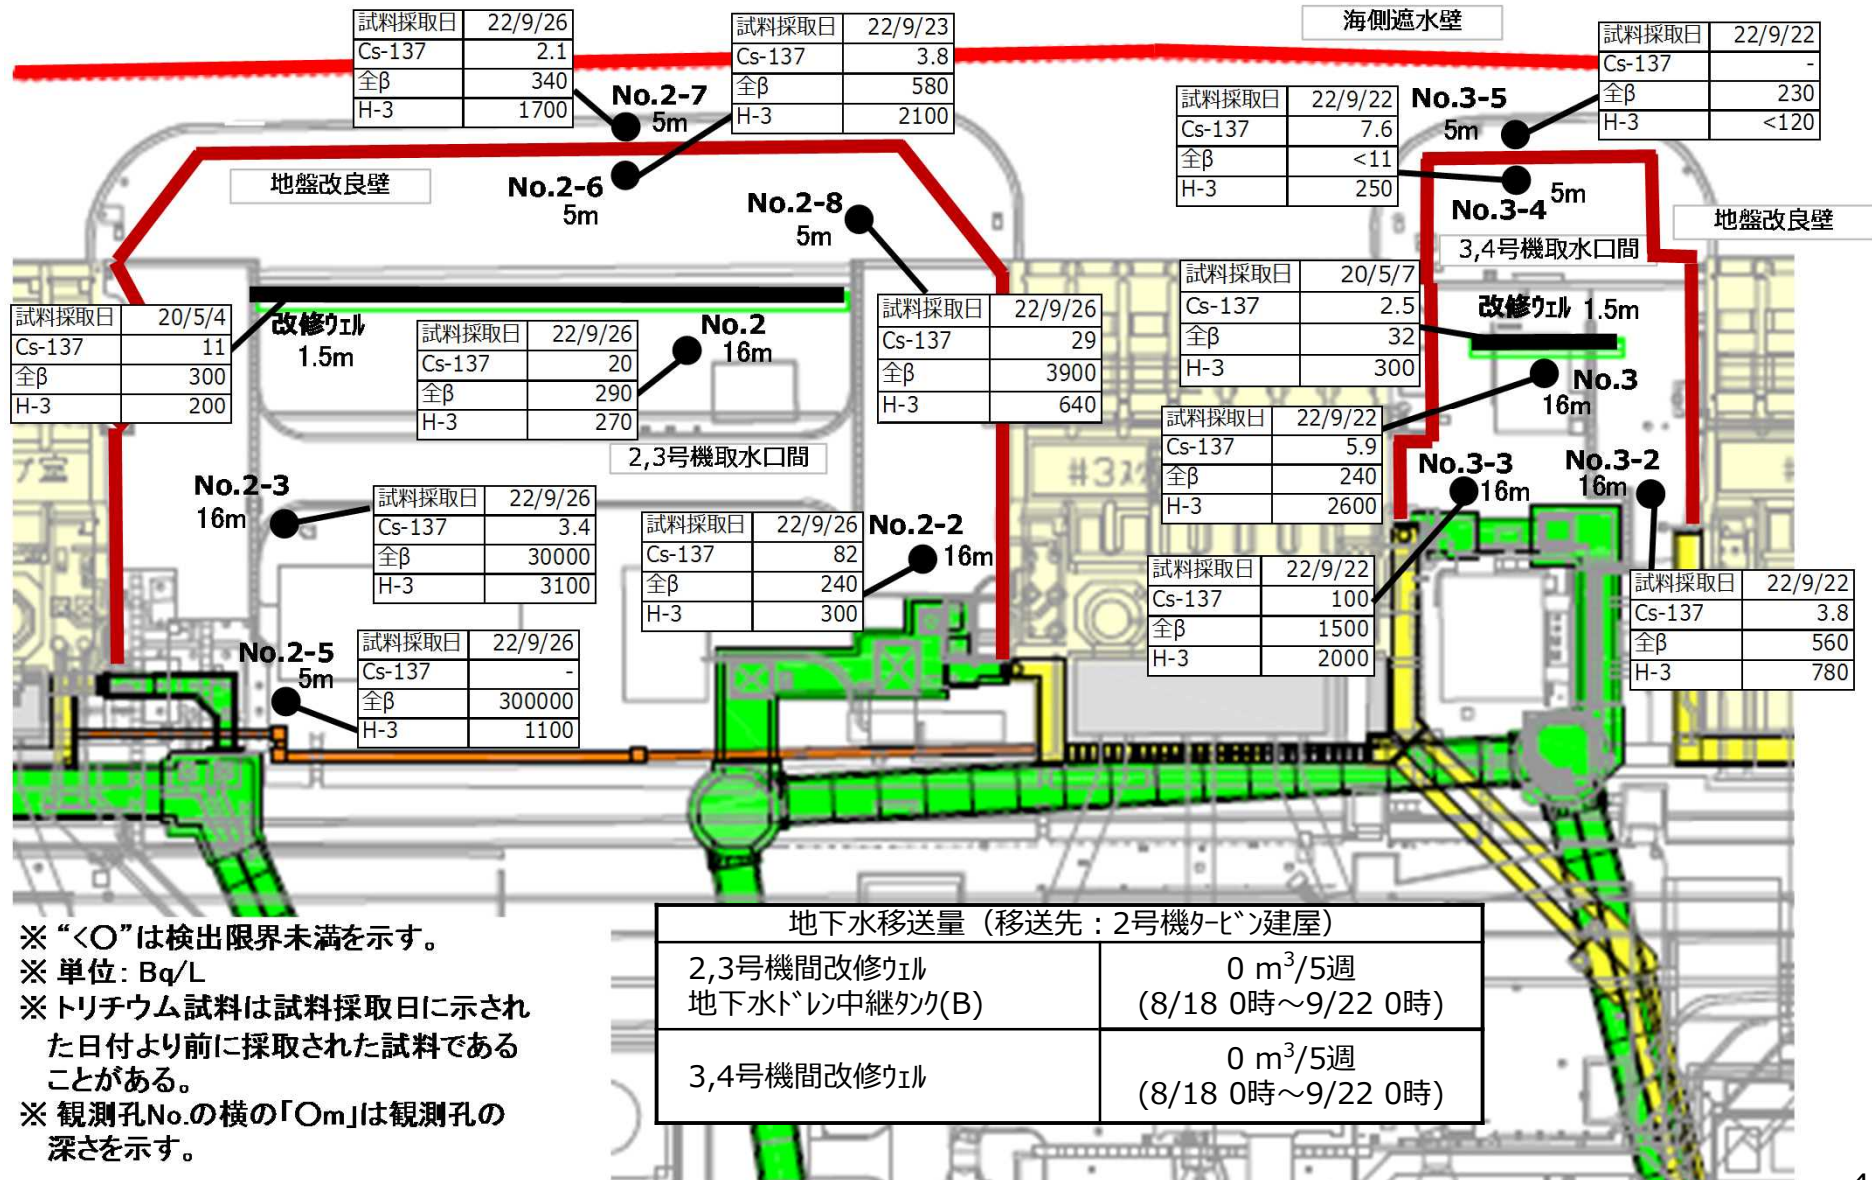 試料採取日 22/9/26
Cs-137 2.1
全β 340
H-3 1700
No.2-7
5m
試料採取日 22/9/23
Cs-137 3.8
全β 580
H-3 2100
海側遮水壁
試料採取日 22/9/22
Cs-137 -
全β 230
H-3 <120
No.3-5
5m
試料採取日 22/9/22
Cs-137 7.6
全β <11
H-3 250
地盤改良壁
No.2-6
5m
No.2-8
5m
5m
No.3-4
地盤改良壁
3,4号機取水口間
試料採取日 20/5/4
Cs-137 11
全β 300
H-3 200
改修ウェル
1.5m
試料採取日 22/9/26
Cs-137 20
全β 290
H-3 270
No.2
16m
試料採取日 22/9/26
Cs-137 29
全β 3900
H-3 640
試料採取日 20/5/7
Cs-137 2.5
全β 32
H-3 300
改修ウェル 1.5m
No.3
16m
2,3号機取水口間
試料採取日 22/9/22
Cs-137 5.9
全β 240
H-3 2600
No.3-3
16m
No.3-2
16m
No.2-3
16m
試料採取日 22/9/26
Cs-137 3.4
全β 30000
H-3 3100
試料採取日 22/9/26
Cs-137 82
全β 240
H-3 300
No.2-2
16m
#3ｽｸ
試料採取日 22/9/22
Cs-137 100
全β 1500
H-3 2000
試料採取日 22/9/22
Cs-137 3.8
全β 560
H-3 780
No.2-5
5m
試料採取日 22/9/26
Cs-137 -
全β 300000
H-3 1100
※ “<○”は検出限界未満を示す。
※ 単位: Bq/L
※ トリチウム試料は試料採取日に示され
た日付より前に採取された試料である
ことがある。
※ 観測孔No.の横の「○m」は観測孔の
深さを示す。
地下水移送量（移送先：2号機ﾀｰﾋﾞﾝ建屋）
2,3号機間改修ｳｪﾙ
地下水ﾄﾞﾚﾝ中継ﾀﾝｸ(B)
0 m³/5週
(8/18 0時～9/22 0時)
3,4号機間改修ｳｪﾙ
0 m³/5週
(8/18 0時～9/22 0時)